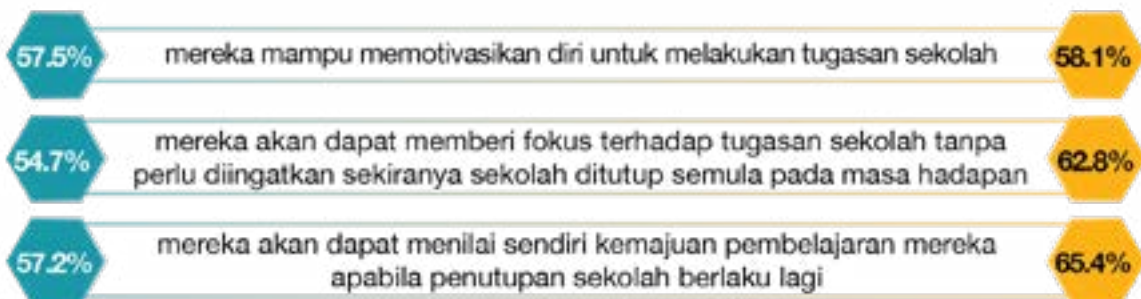 57.5% mereka mampu memotivasikan diri untuk melakukan tugasan sekolah 58.1%
mereka akan dapat memberi fokus terhadap tugasan sekolah tanpa
54.7% perlu diingatkan sekiranya sekolah ditutup semula pada masa hadapan 62.8%
mereka akan dapat menilai sendiri kemajuan pembelajaran mereka
57.2% apabila penutupan sekolah berlaku lagi 65.4%